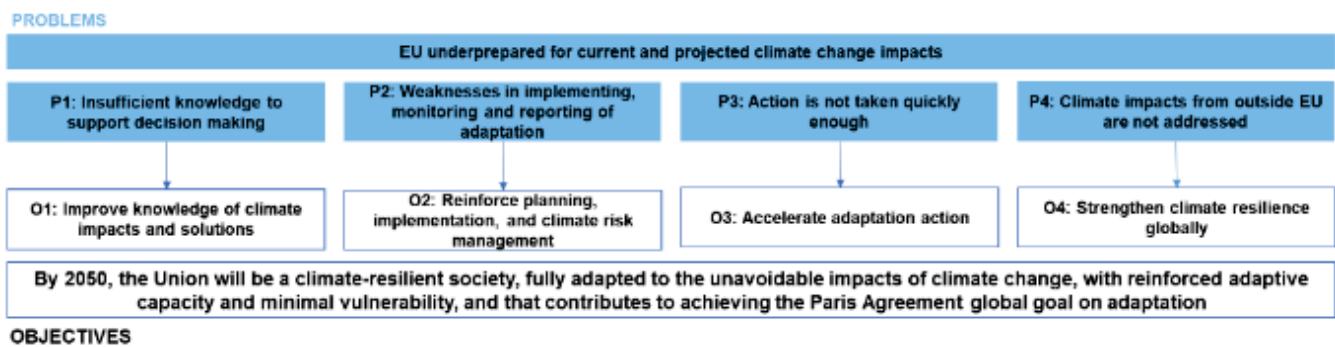 PROBLEMS
EU underprepared for current and projected climate change impacts
P1: Insufficient knowledge to
support decision making
P2: Weaknesses in implementing,
monitoring and reporting of
adaptation
P3: Action is not taken quickly
enough
P4: Climate impacts from outside EU
are not addressed
O1: Improve knowledge of climate
impacts and solutions
O2: Reinforce planning,
implementation, and climate risk
management
O3: Accelerate adaptation action
O4: Strengthen climate resilience
globally
By 2050, the Union will be a climate-resilient society, fully adapted to the unavoidable impacts of climate change, with reinforced adaptive
capacity and minimal vulnerability, and that contributes to achieving the Paris Agreement global goal on adaptation
OBJECTIVES